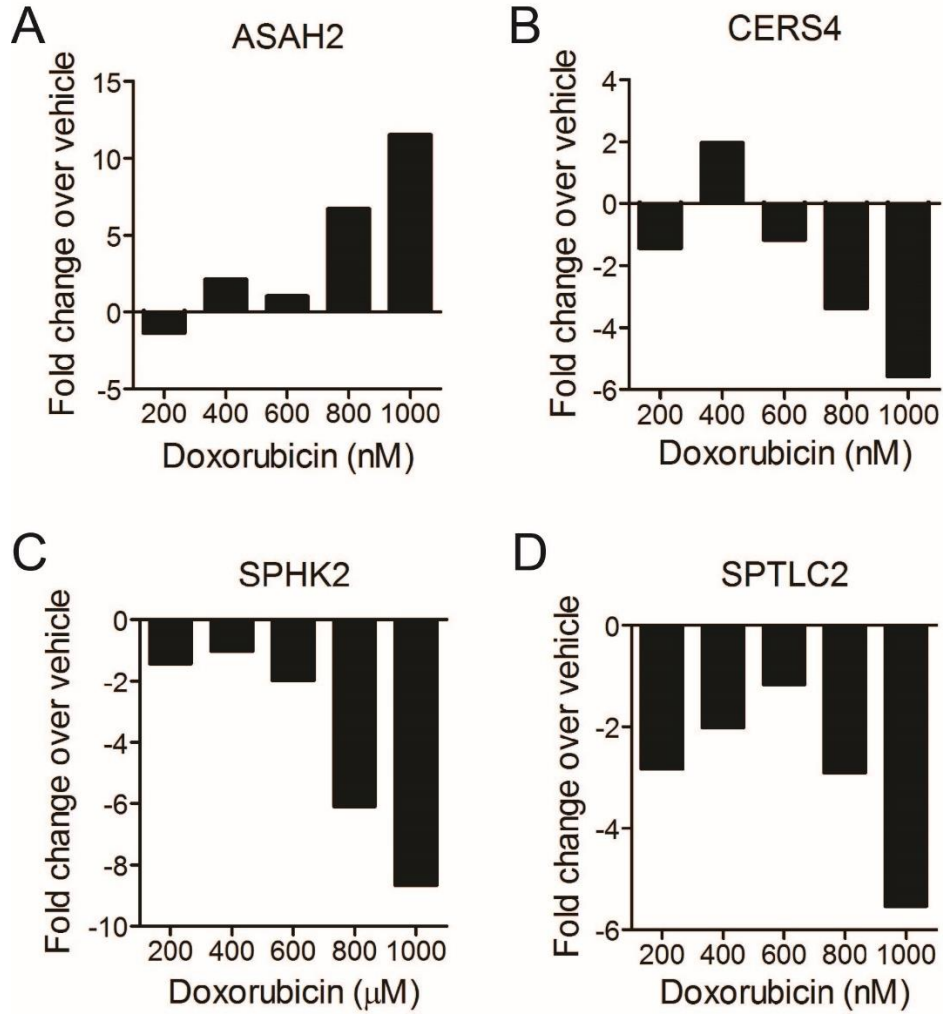 A
ASAH2
Fold change over vehicle
15
10
5
0
-5
200 400 600 800 1000
Doxorubicin (nM)
B
CERS4
Fold change over vehicle
4
2
0
-2
-4
-6
200 400 600 800 1000
Doxorubicin (nM)
C
SPHK2
Fold change over vehicle
0
-2
-4
-6
-8
-10
200 400 600 800 1000
Doxorubicin (μM)
D
SPTLC2
Fold change over vehicle
0
-2
-4
-6
200 400 600 800 1000
Doxorubicin (nM)